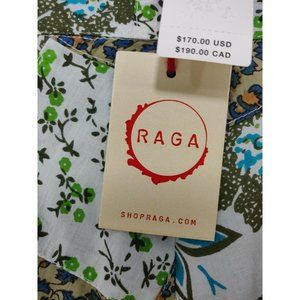 $170.00 USD
$190.00 CAD
RAGA
SHOPRAGA.COM